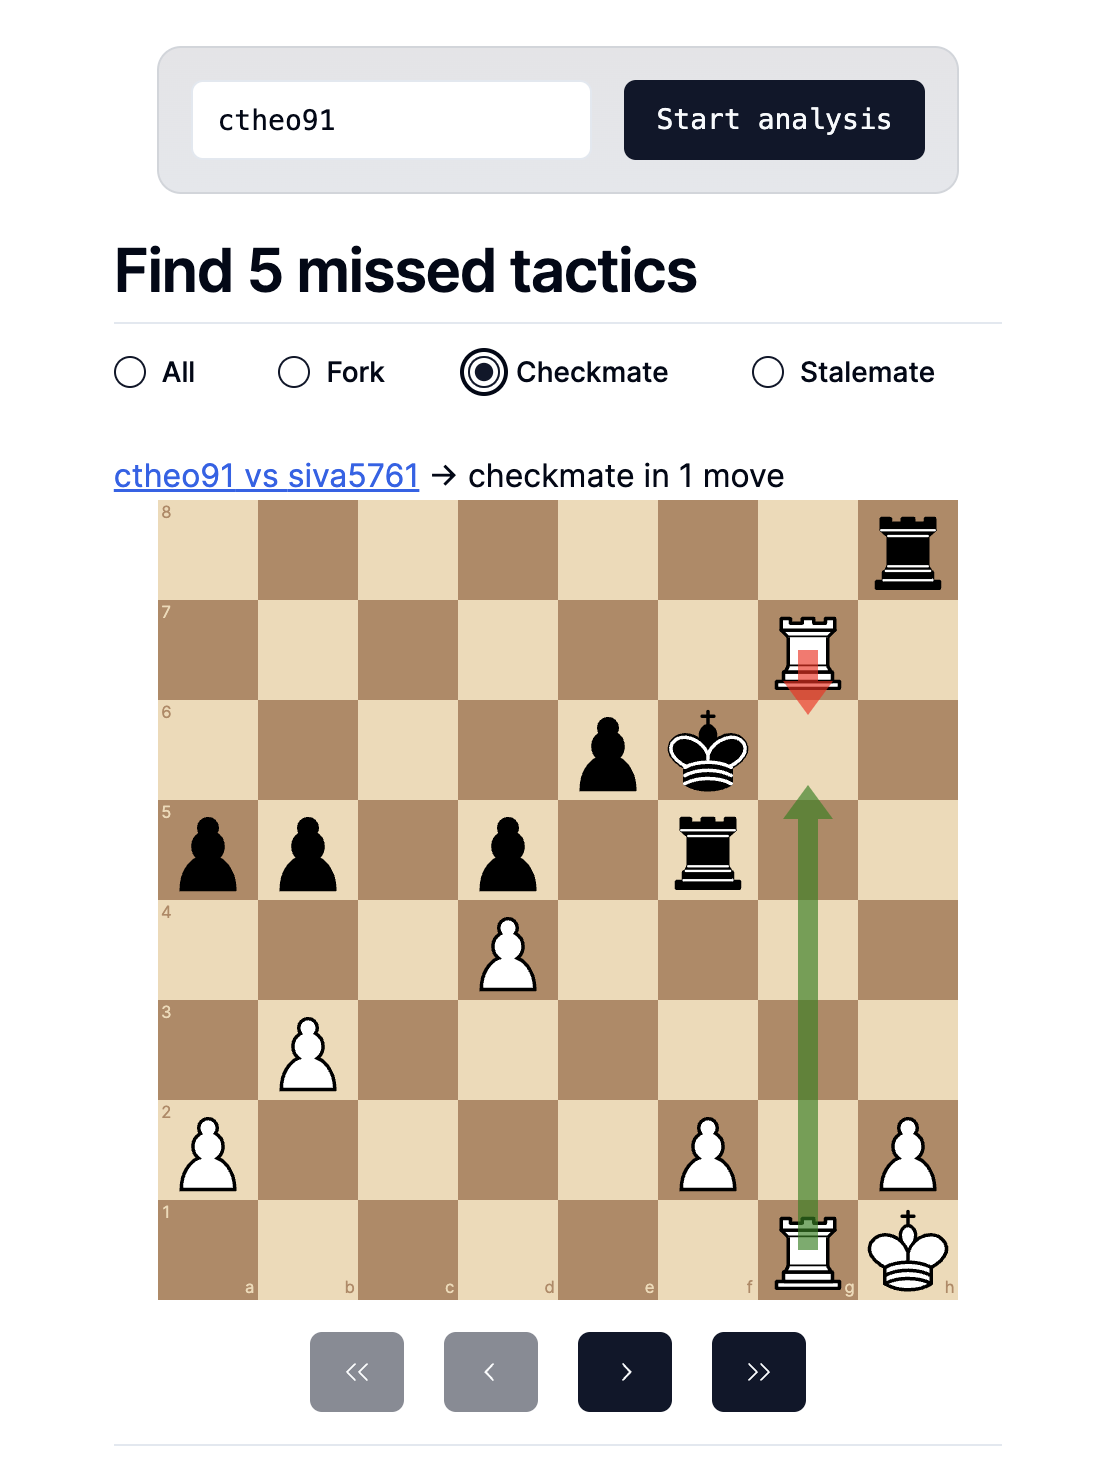 ctheo91
Start analysis
Find 5 missed tactics
All
Fork
Checkmate
Stalemate
ctheo91 vs siva5761 → checkmate in 1 move
8
7
6
5
4
3
2
1
a
b
c
d
e
f
g
h